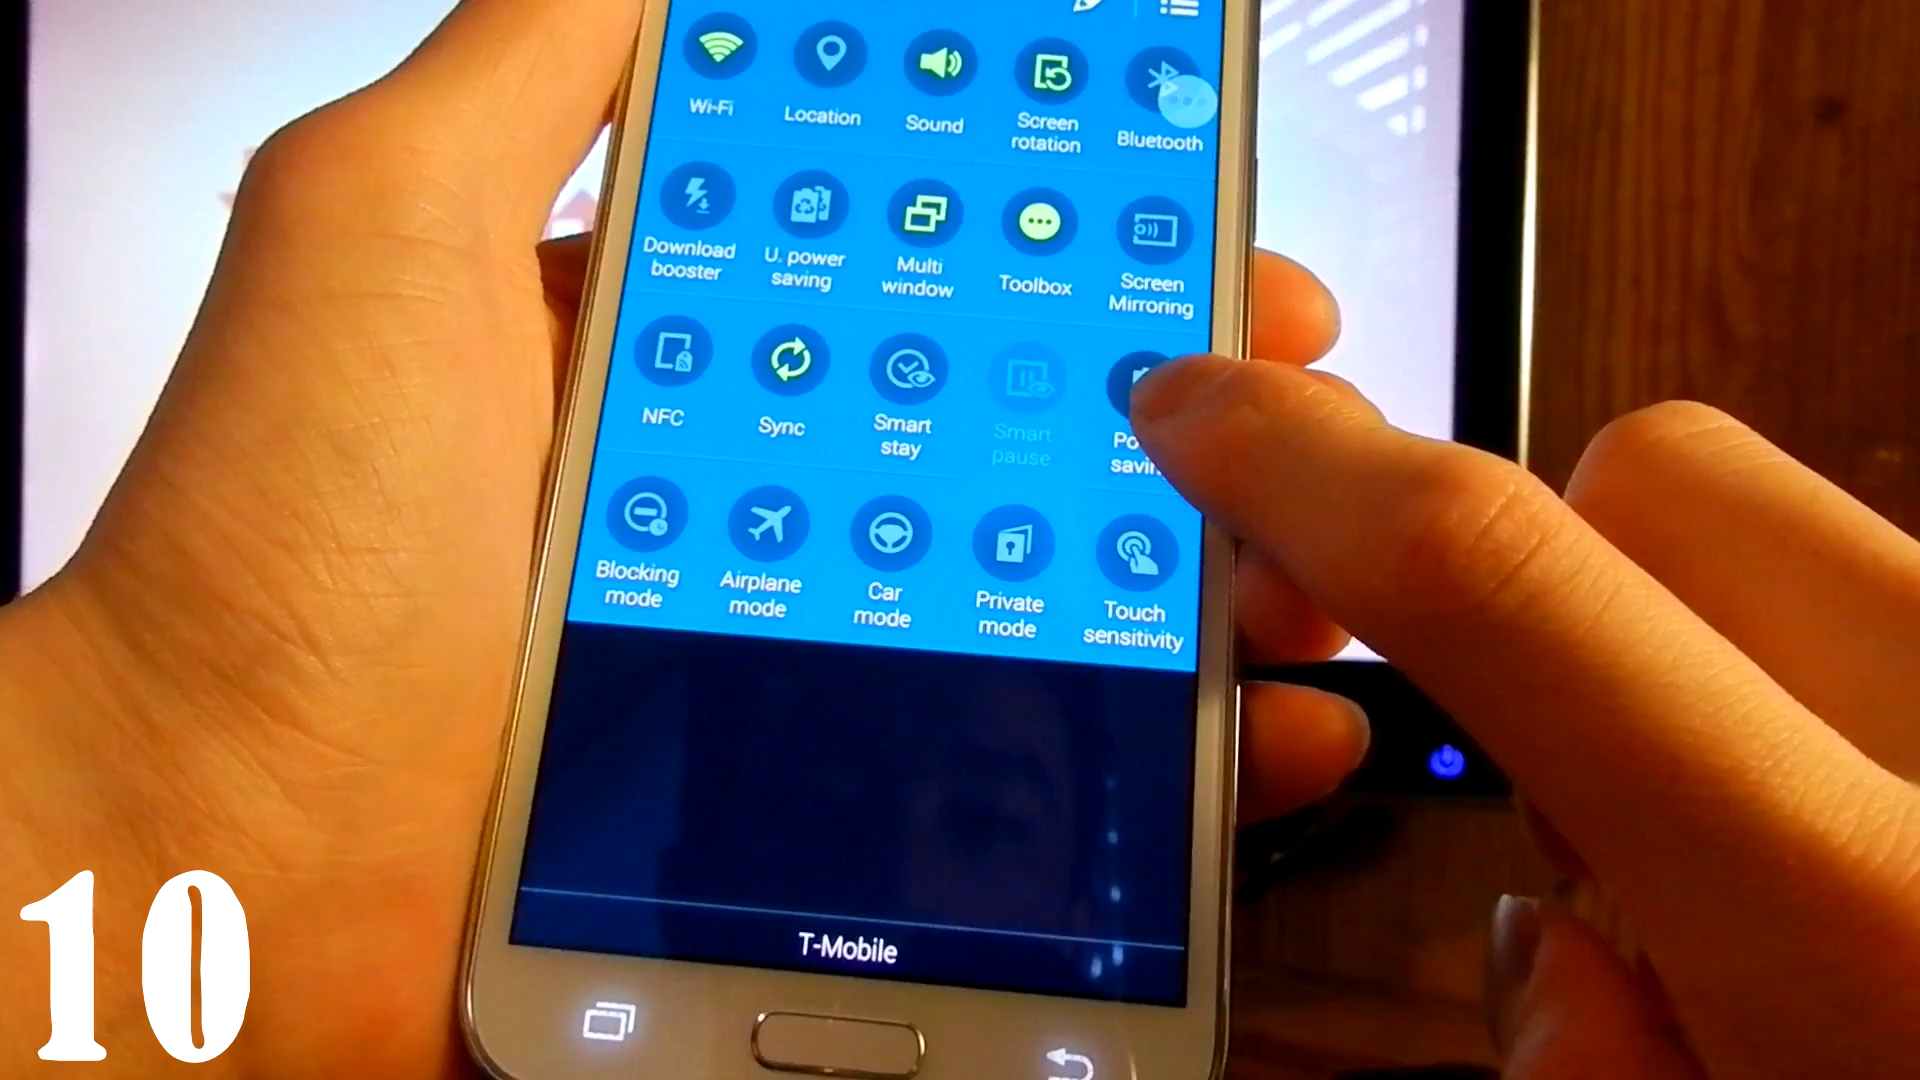 Wi-Fi
Location
Sound
Screen
rotation
Bluetooth
Download
booster
U. power
saving
Multi
window
Toolbox
Screen
Mirroring
NFC
Sync
Smart
stay
Smart
pause
Blocking
mode
Airplane
mode
Car
mode
Private
mode
Touch
sensitivity
T-Mobile
10